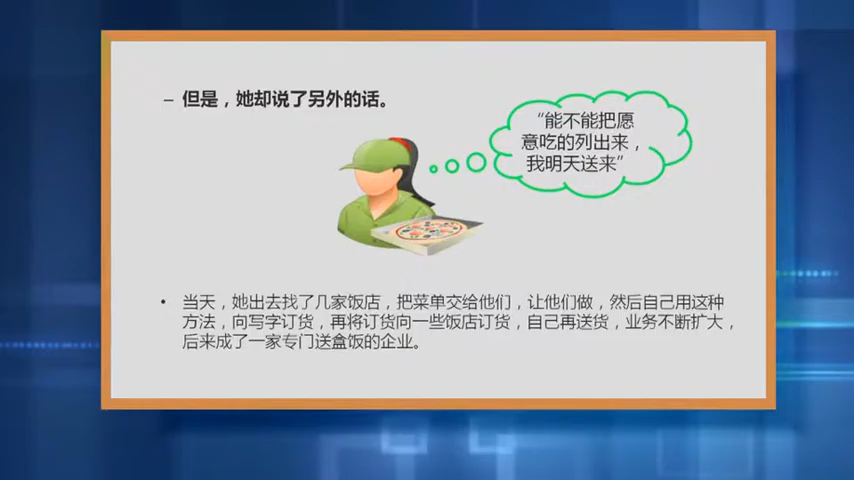 – 但是，她却说了另外的话。
“能不能把愿
意吃的列出来，
我明天送来”
• 当天，她出去找了几家饭店，把菜单交给他们，让他们做，然后自己用这种
方法，向写字订货，再将订货向一些饭店订货，自己再送货，业务不断扩大，
后来成了一家专门送盒饭的企业。